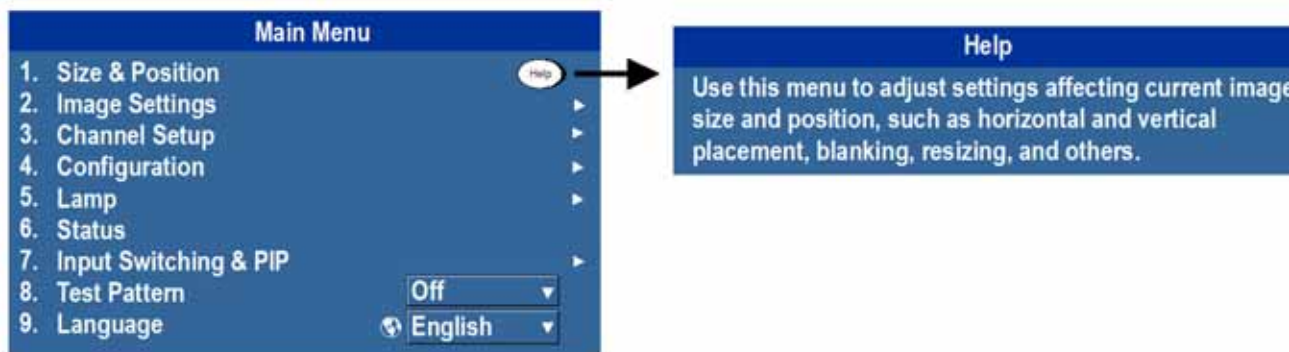 Main Menu
1. Size & Position Help
2. Image Settings
3. Channel Setup
4. Configuration
5. Lamp
6. Status
7. Input Switching & PIP
8. Test Pattern Off
9. Language English
Help
Use this menu to adjust settings affecting current image
size and position, such as horizontal and vertical
placement, blanking, resizing, and others.